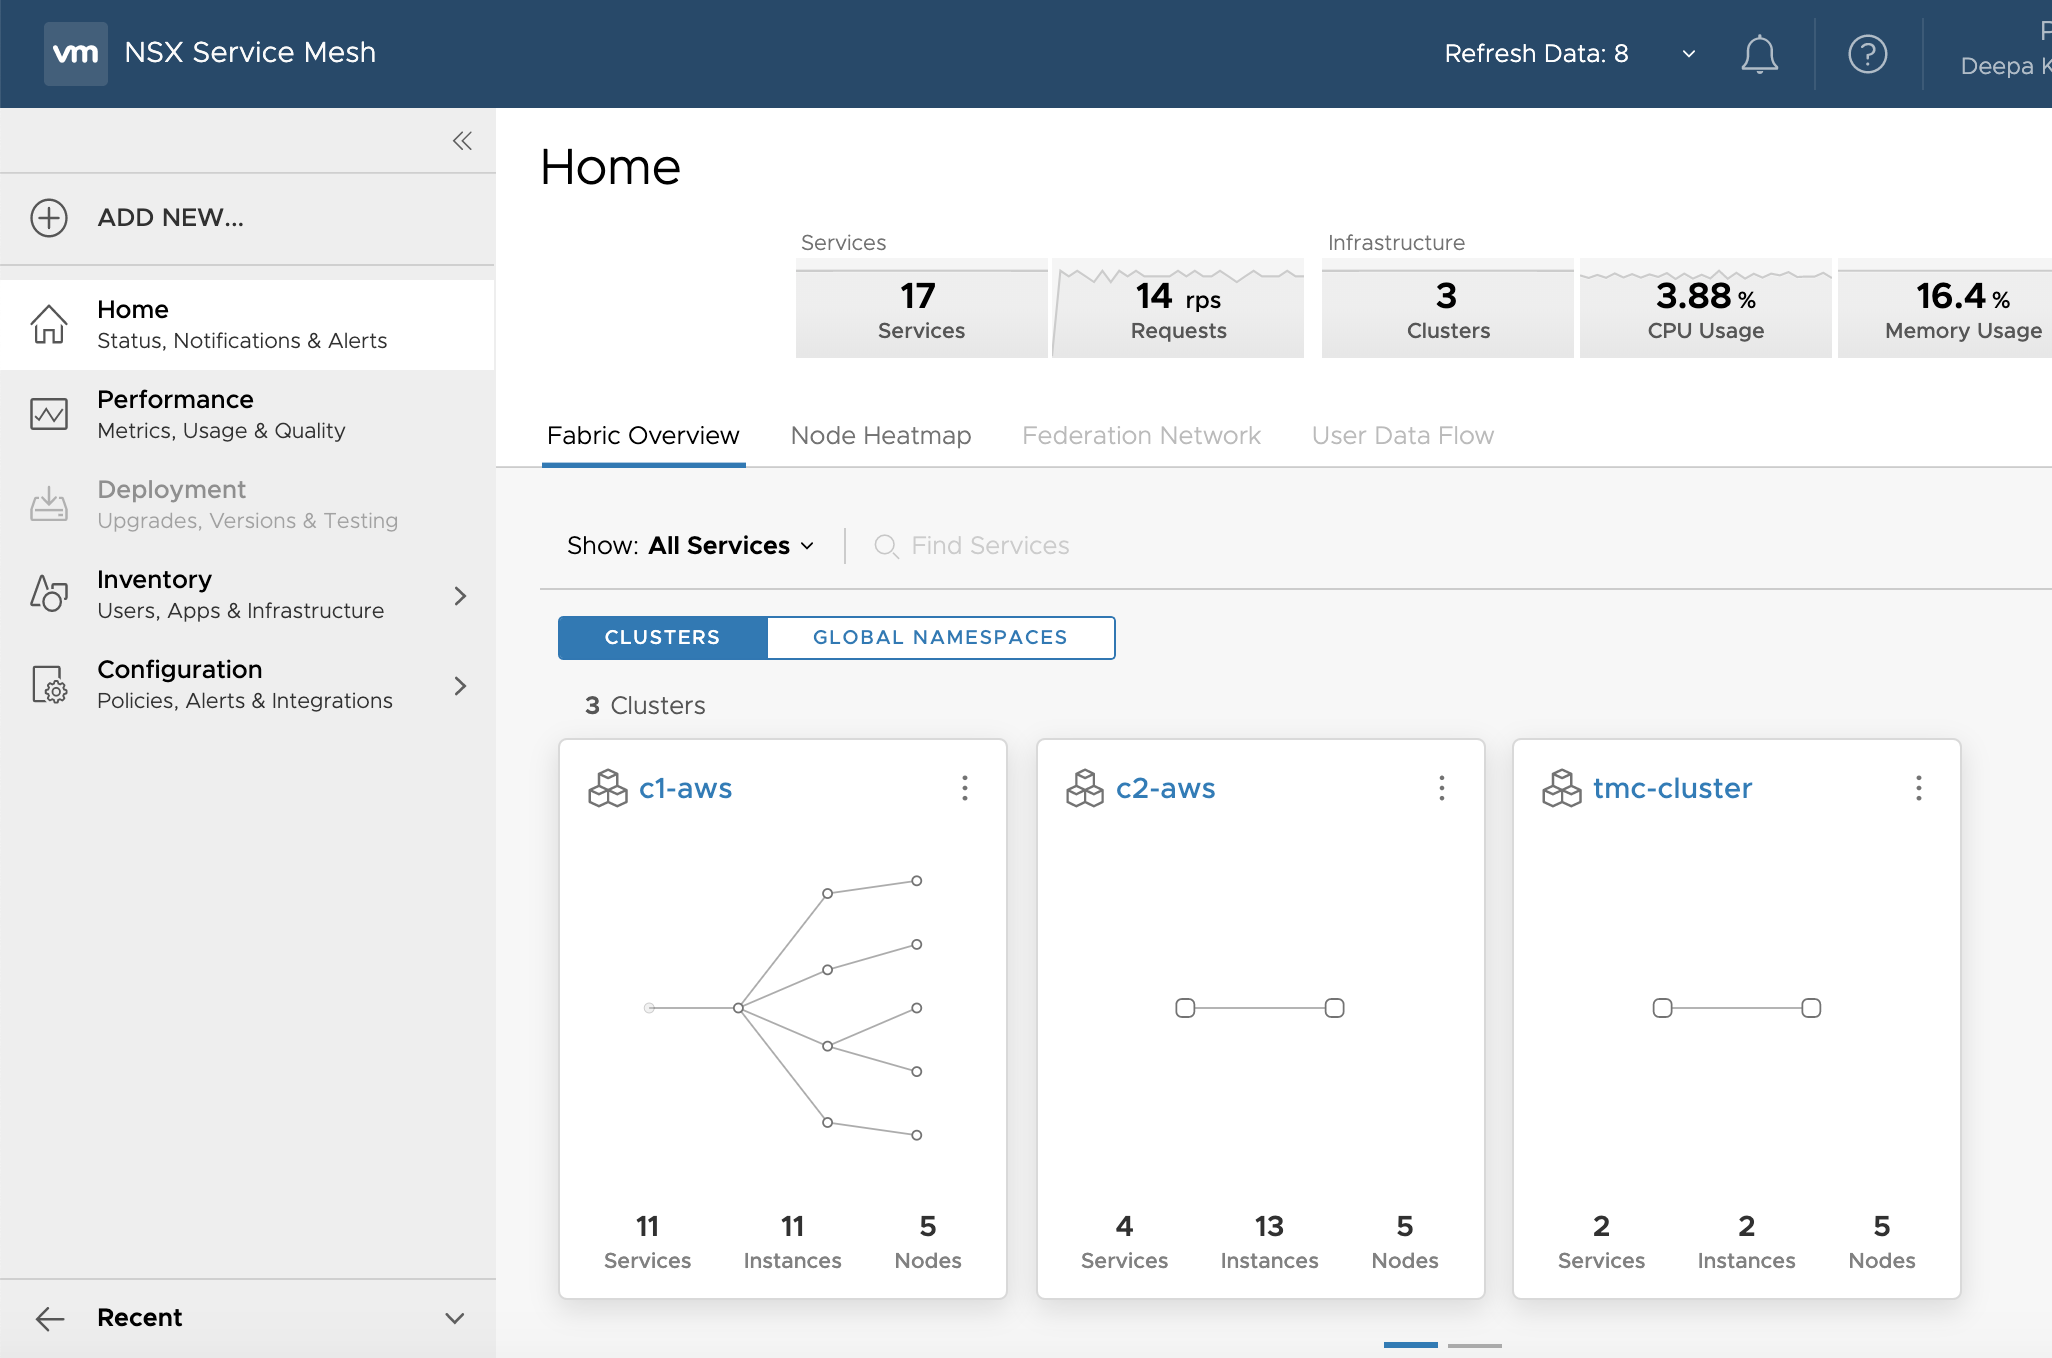 vm NSX Service Mesh
Refresh Data: 8
Deepa
ADD NEW...
Home
Status, Notifications & Alerts
Performance
Metrics, Usage & Quality
Deployment
Upgrades, Versions & Testing
Inventory
Users, Apps & Infrastructure
Configuration
Policies, Alerts & Integrations
Recent
Home
Services
17
Services
14 rps
Requests
Infrastructure
3
Clusters
3.88 %
CPU Usage
16.4 %
Memory Usage
Fabric Overview Node Heatmap Federation Network User Data Flow
Show: All Services Find Services
CLUSTERS GLOBAL NAMESPACES
3 Clusters
c1-aws
11 11 5
Services Instances Nodes
c2-aws
4 13 5
Services Instances Nodes
tmc-cluster
2 2 5
Services Instances Nodes